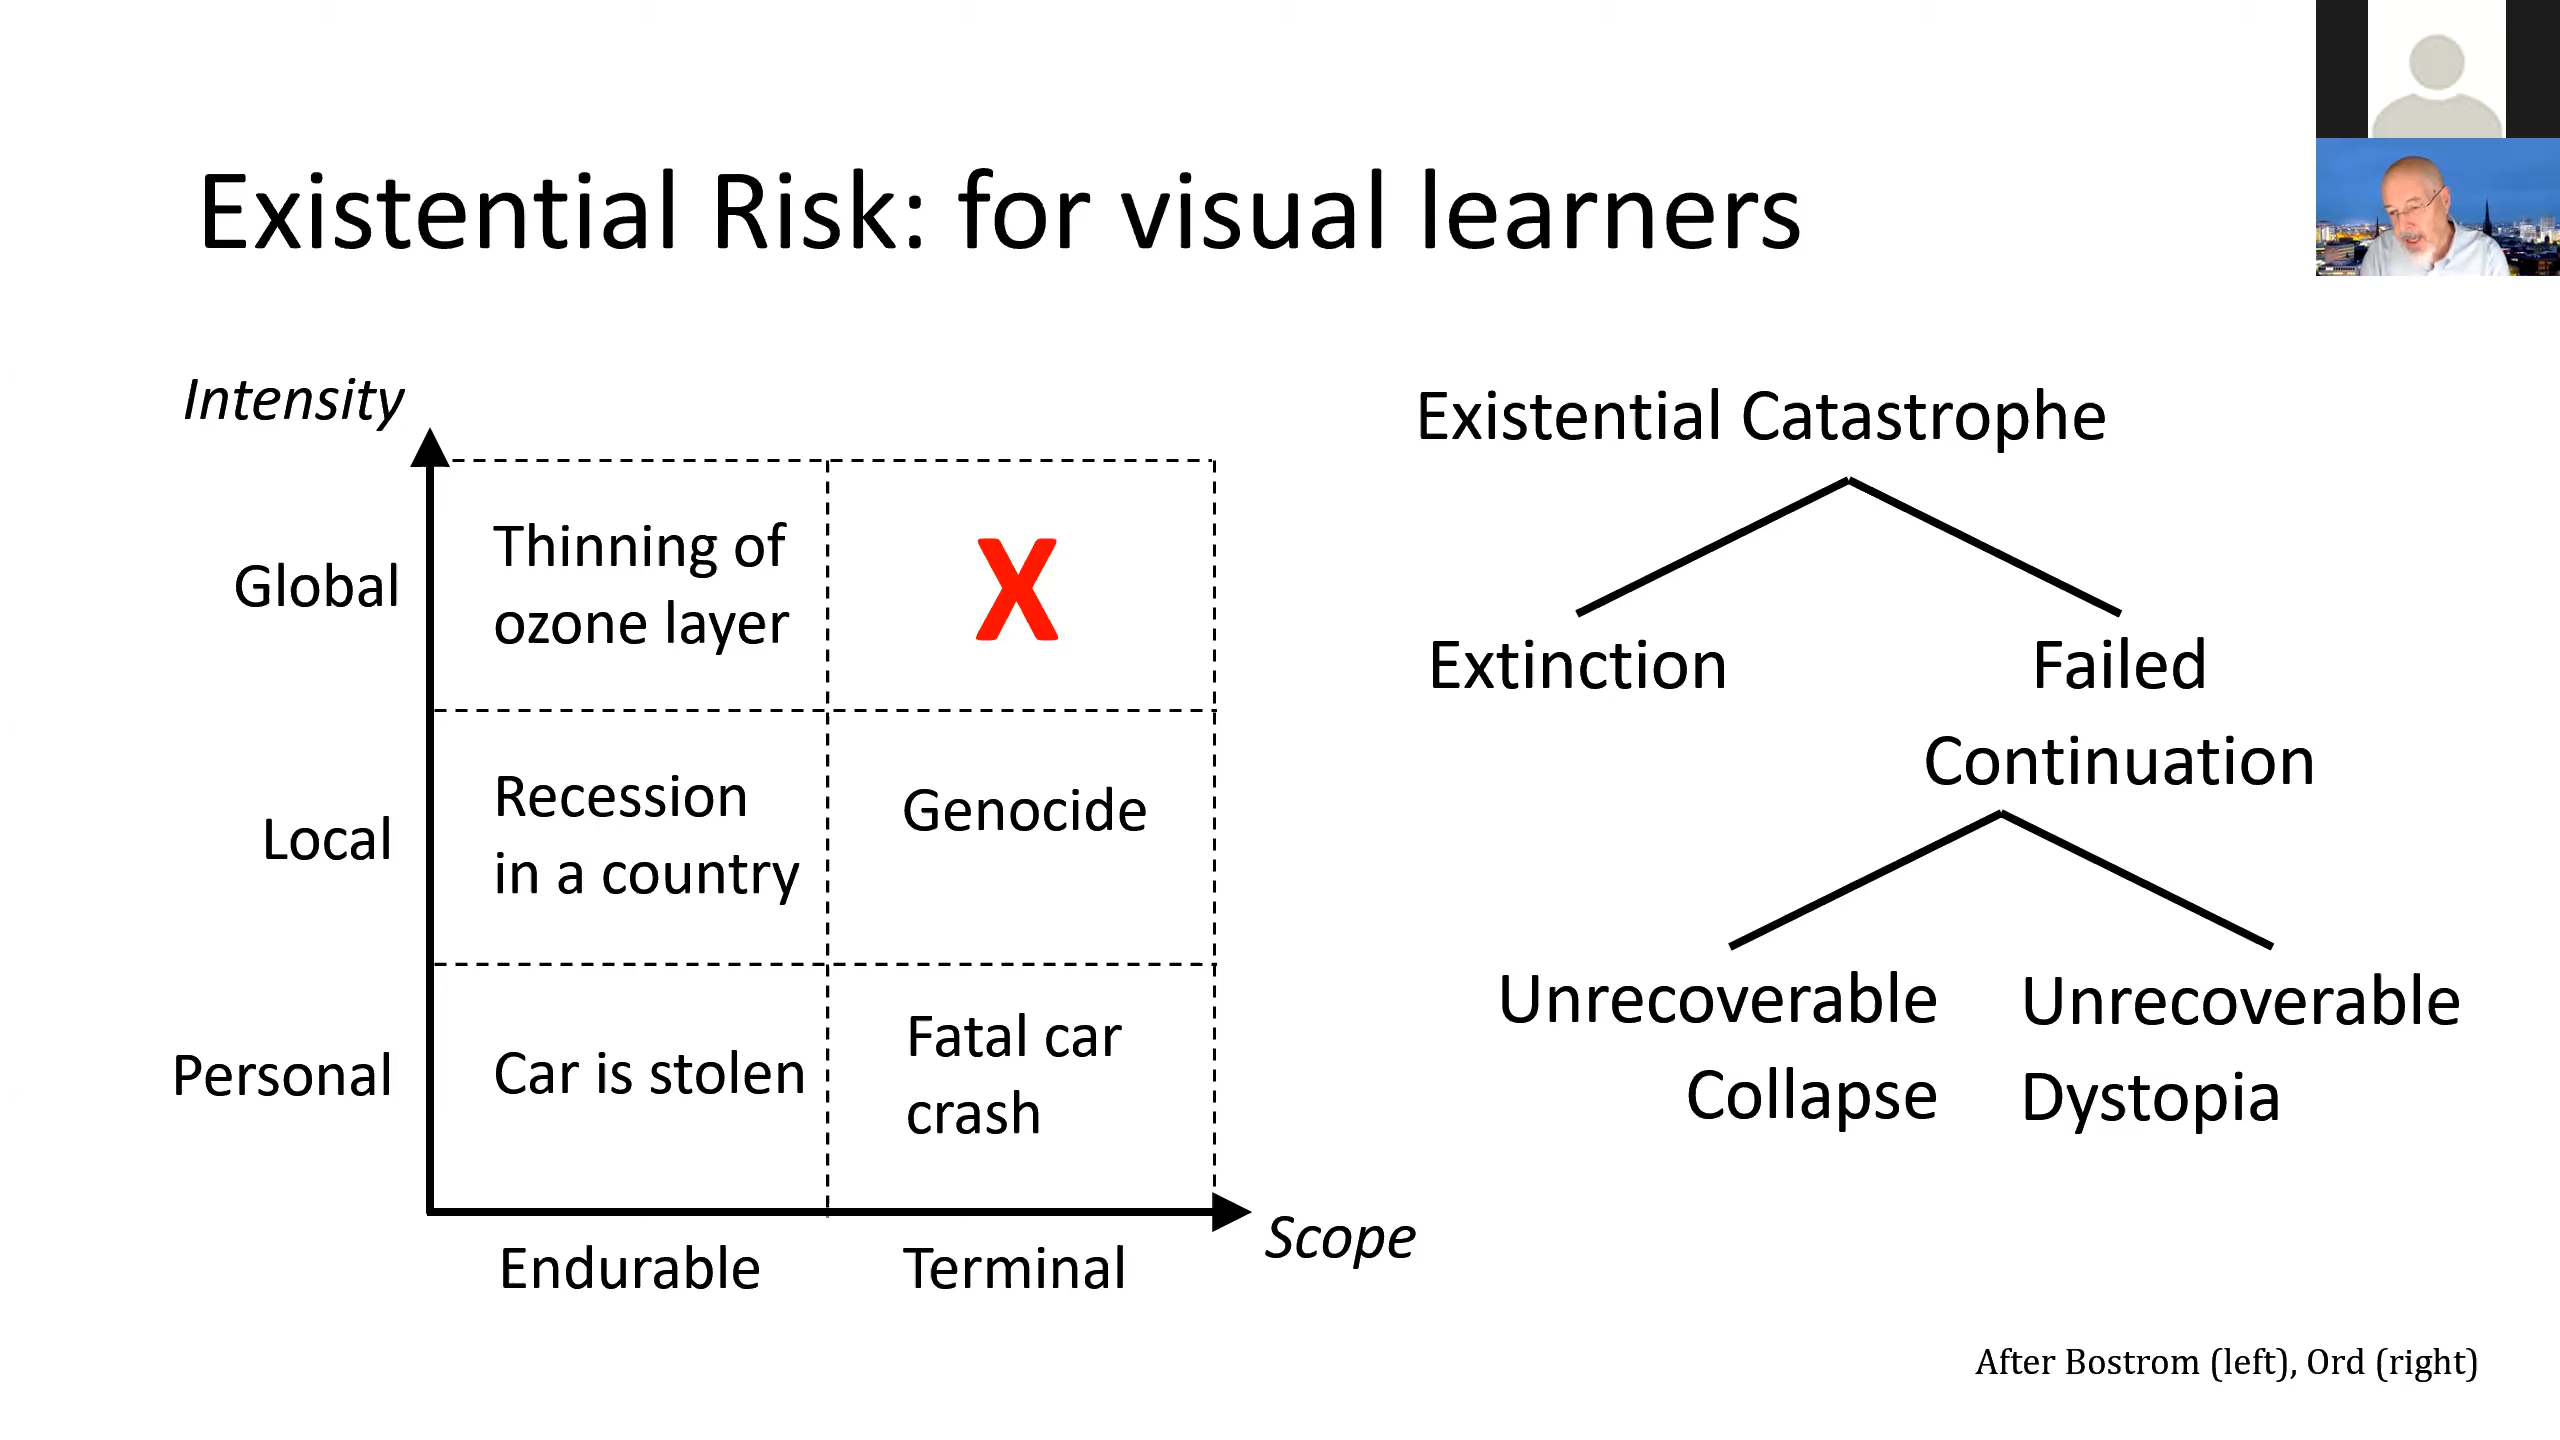 Existential Risk: for visual learners
Intensity
Global
Thinning of
ozone layer
X
Local
Recession
in a country
Genocide
Personal
Car is stolen
Fatal car
crash
Endurable
Terminal
Scope
Existential Catastrophe
Extinction
Failed
Continuation
Unrecoverable
Collapse
Unrecoverable
Dystopia
After Bostrom (left), Ord (right)